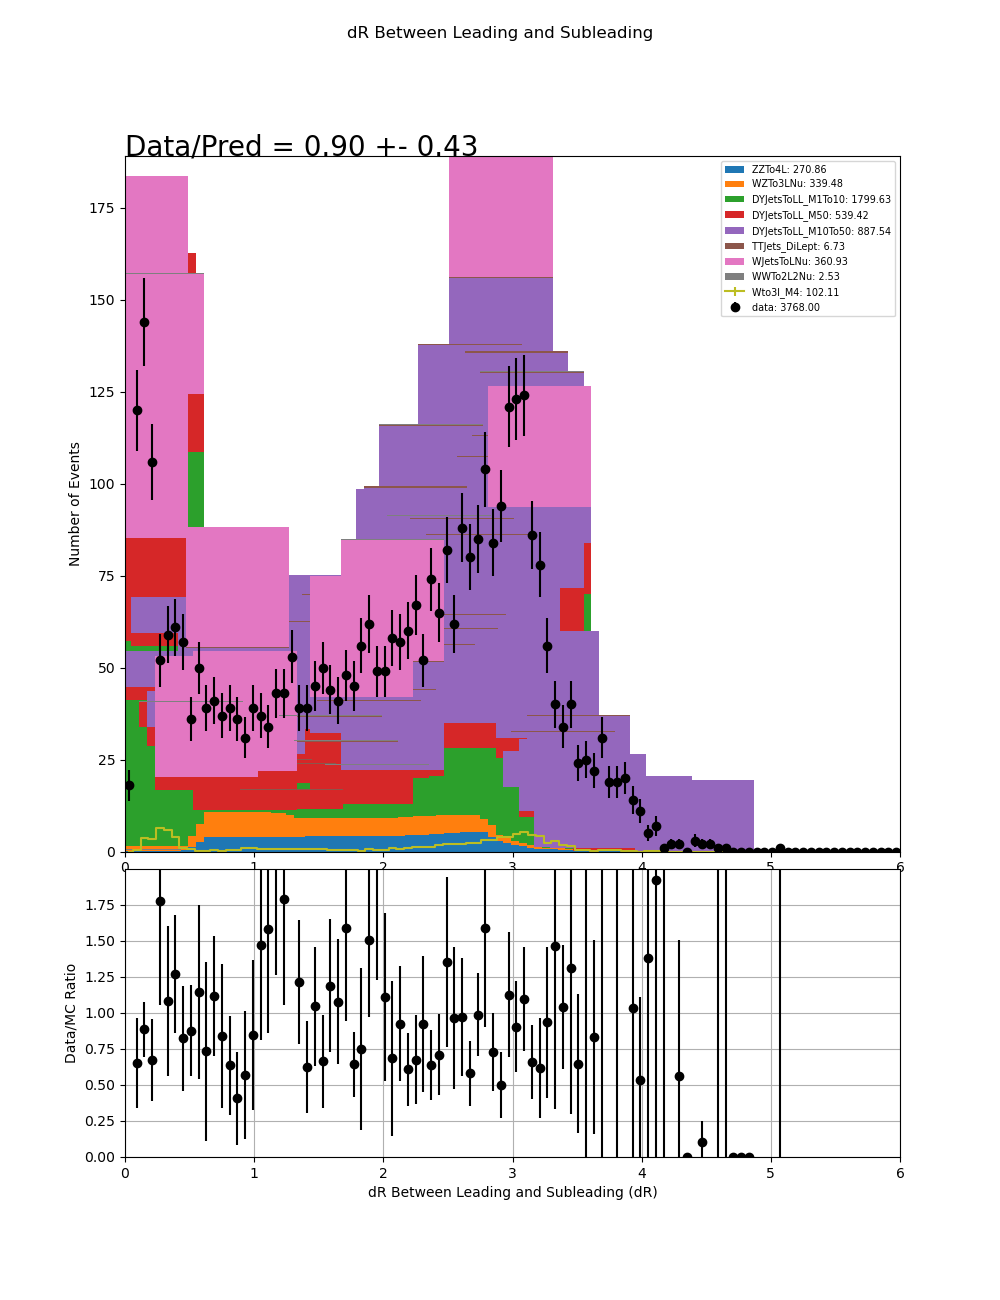 dR Between Leading and Subleading
Data/Pred = 0.90 +- 0.43
ZZTo4L: 270.86
WZTo3LNu: 339.48
DYJetsToLL_M1To10: 1799.63
DYJetsToLL_M50: 539.42
DYJetsToLL_M10To50: 887.54
TTJets_DiLept: 6.73
WJetsToLNu: 360.93
WWTo2L2Nu: 2.53
Wto3l_M4: 102.11
data: 3768.00
Number of Events
175
150
125
100
75
50
25
0
0 1 2 3 4 5 6
Data/MC Ratio
1.75
1.50
1.25
1.00
0.75
0.50
0.25
0.00
0 1 2 3 4 5 6
dR Between Leading and Subleading (dR)